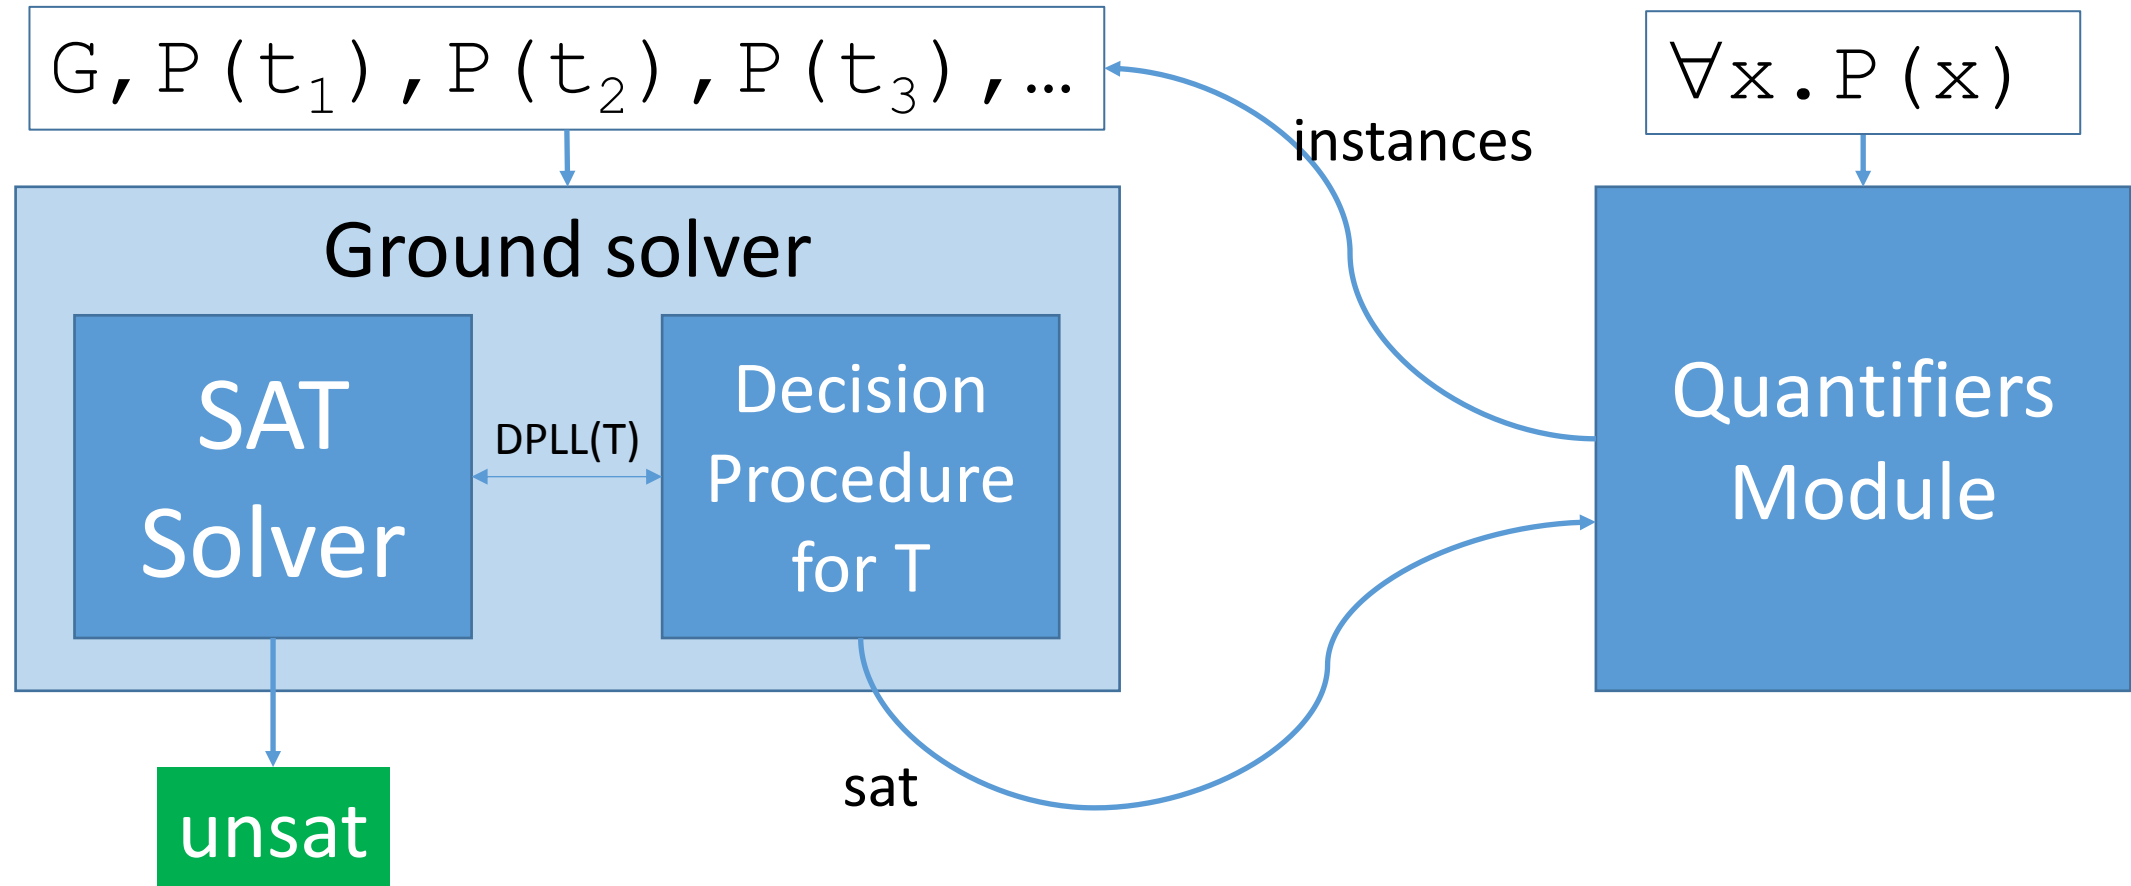 G,P(t₁),P(t₂),P(t₃),…
∀x.P(x)
instances
Ground solver
SAT
Solver
DPLL(T)
Decision
Procedure
for T
Quantifiers
Module
sat
unsat